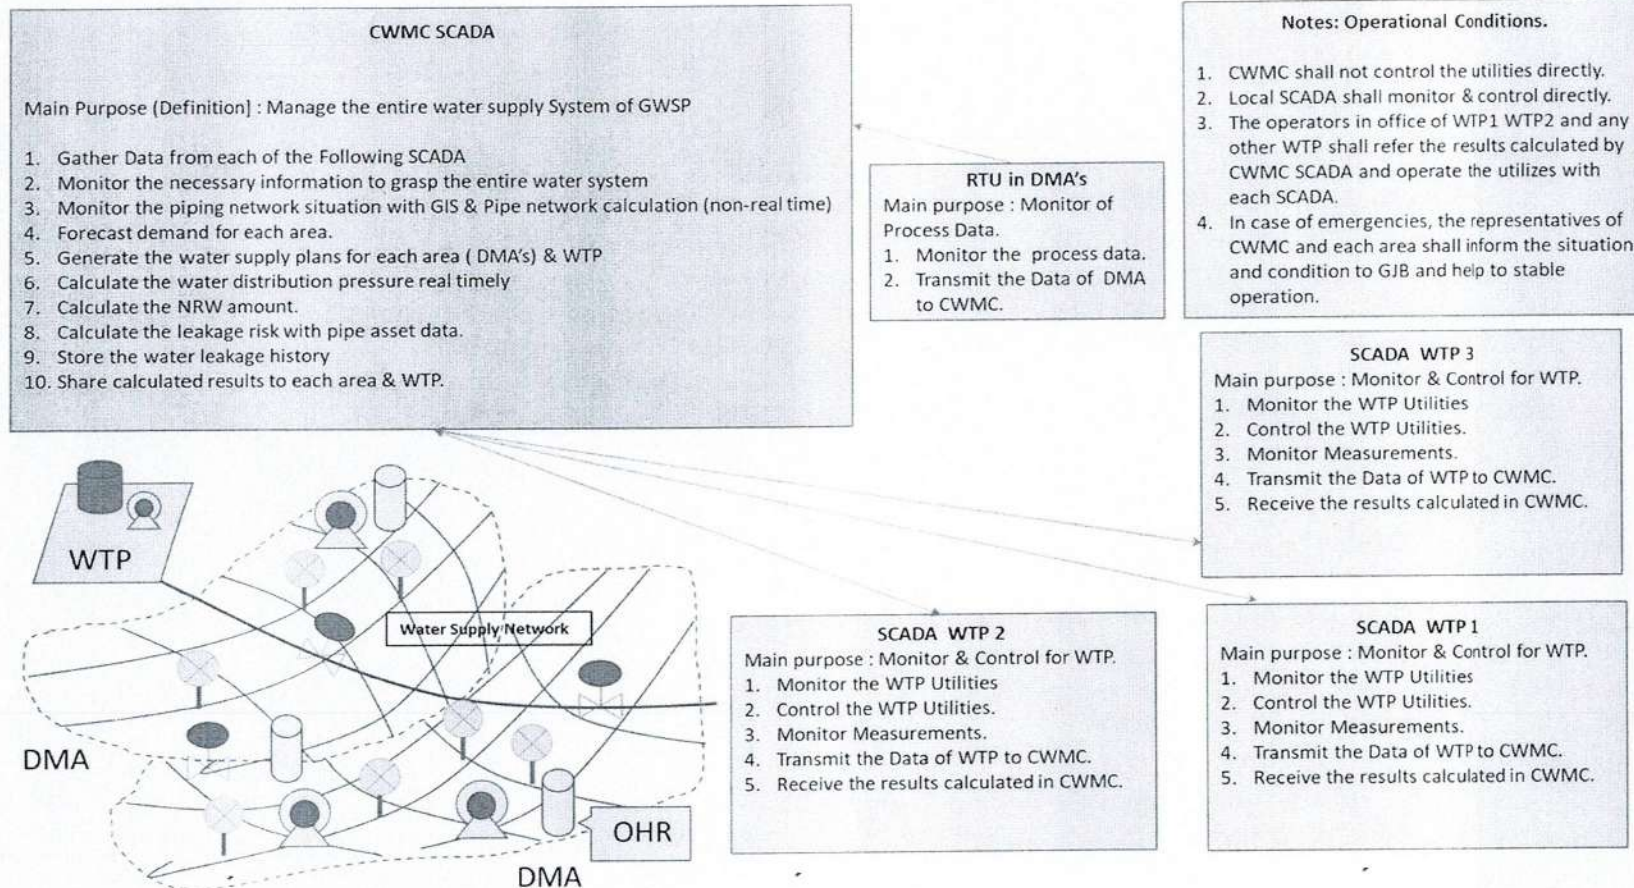 CWMC SCADA
Main Purpose (Definition] : Manage the entire water supply System of GWSP
1. Gather Data from each of the Following SCADA
2. Monitor the necessary information to grasp the entire water system
3. Monitor the piping network situation with GIS & Pipe network calculation (non-real time)
4. Forecast demand for each area.
5. Generate the water supply plans for each area ( DMA's) & WTP
6. Calculate the water distribution pressure real timely
7. Calculate the NRW amount.
8. Calculate the leakage risk with pipe asset data.
9. Store the water leakage history
10. Share calculated results to each area & WTP.
RTU in DMA's
Main purpose : Monitor of
Process Data.
1. Monitor the process data.
2. Transmit the Data of DMA
to CWMC.
Notes: Operational Conditions.
1. CWMC shall not control the utilities directly.
2. Local SCADA shall monitor & control directly.
3. The operators in office of WTP1 WTP2 and any
other WTP shall refer the results calculated by
CWMC SCADA and operate the utilizes with
each SCADA.
4. In case of emergencies, the representatives of
CWMC and each area shall inform the situation
and condition to GJB and help to stable
operation.
SCADA WTP 3
Main purpose : Monitor & Control for WTP.
1. Monitor the WTP Utilities
2. Control the WTP Utilities.
3. Monitor Measurements.
4. Transmit the Data of WTP to CWMC.
5. Receive the results calculated in CWMC.
WTP
Water Supply Network
DMA
OHR
DMA
SCADA WTP 2
Main purpose : Monitor & Control for WTP.
1. Monitor the WTP Utilities
2. Control the WTP Utilities.
3. Monitor Measurements.
4. Transmit the Data of WTP to CWMC.
5. Receive the results calculated in CWMC.
SCADA WTP 1
Main purpose : Monitor & Control for WTP.
1. Monitor the WTP Utilities
2. Control the WTP Utilities.
3. Monitor Measurements.
4. Transmit the Data of WTP to CWMC.
5. Receive the results calculated in CWMC.